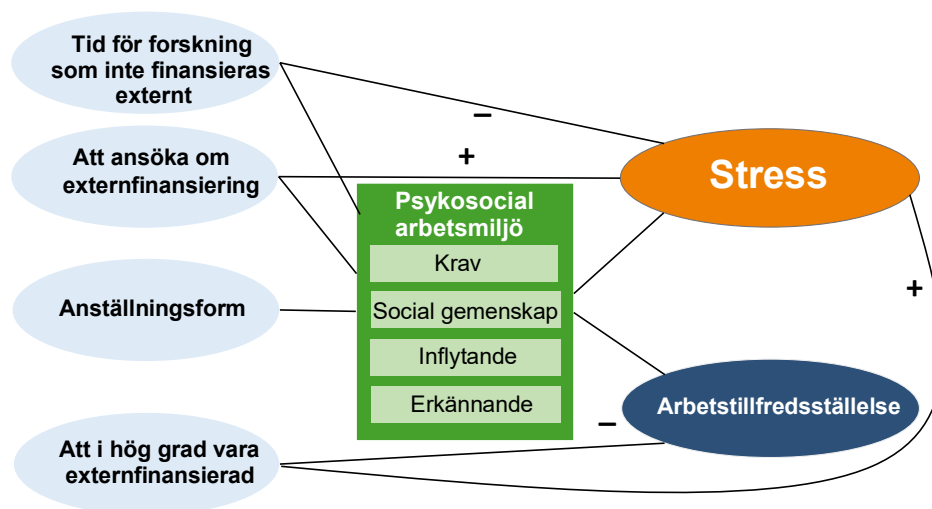 Tid för forskning
som inte finansieras
externt
–
+
Att ansöka om
externfinansiering
Stress
Psykosocial
arbetsmiljö
Krav
Social gemenskap
Inflytande
Erkännande
Anställningsform
+
Arbetstillfredsställelse
–
Att i hög grad vara
externfinansierad